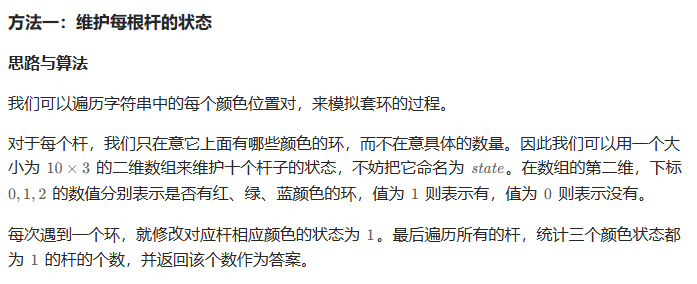 方法一：维护每根杆的状态
思路与算法
我们可以遍历字符串中的每个颜色位置对，来模拟套环的过程。
对于每个杆，我们只在意它上面有哪些颜色的环，而不在意具体的数量。因此我们可以用一个大
小为 10 × 3 的二维数组来维护十个杆子的状态，不妨把它命名为 state。在数组的第二维，下标
0, 1, 2 的数值分别表示是否有红、绿、蓝颜色的环，值为 1 则表示有，值为 0 则表示没有。
每次遇到一个环，就修改对应杆相应颜色的状态为 1。最后遍历所有的杆，统计三个颜色状态都
为 1 的杆的个数，并返回该个数作为答案。